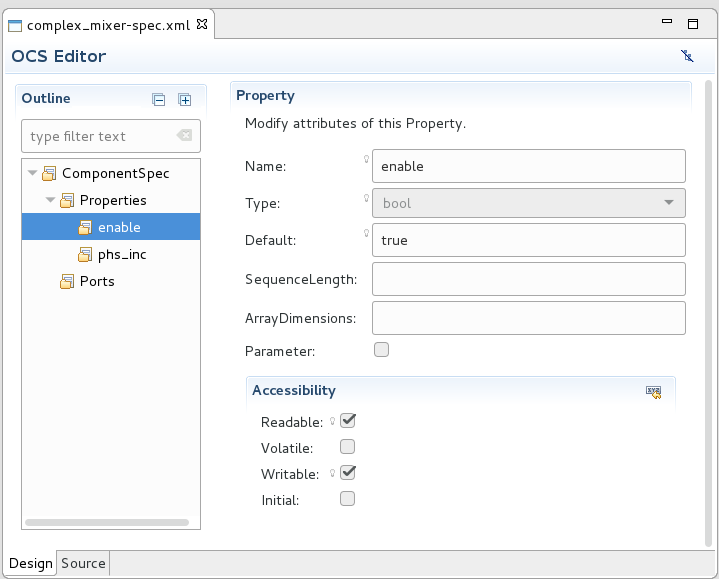 complex_mixer-spec.xml
OCS Editor
Outline
type filter text
ComponentSpec
Properties
enable
phs_inc
Ports
Property
Modify attributes of this Property.
Name: enable
Type: bool
Default: true
SequenceLength:
ArrayDimensions:
Parameter:
Accessibility
xyz
Readable:
Volatile:
Writable:
Initial:
Design Source